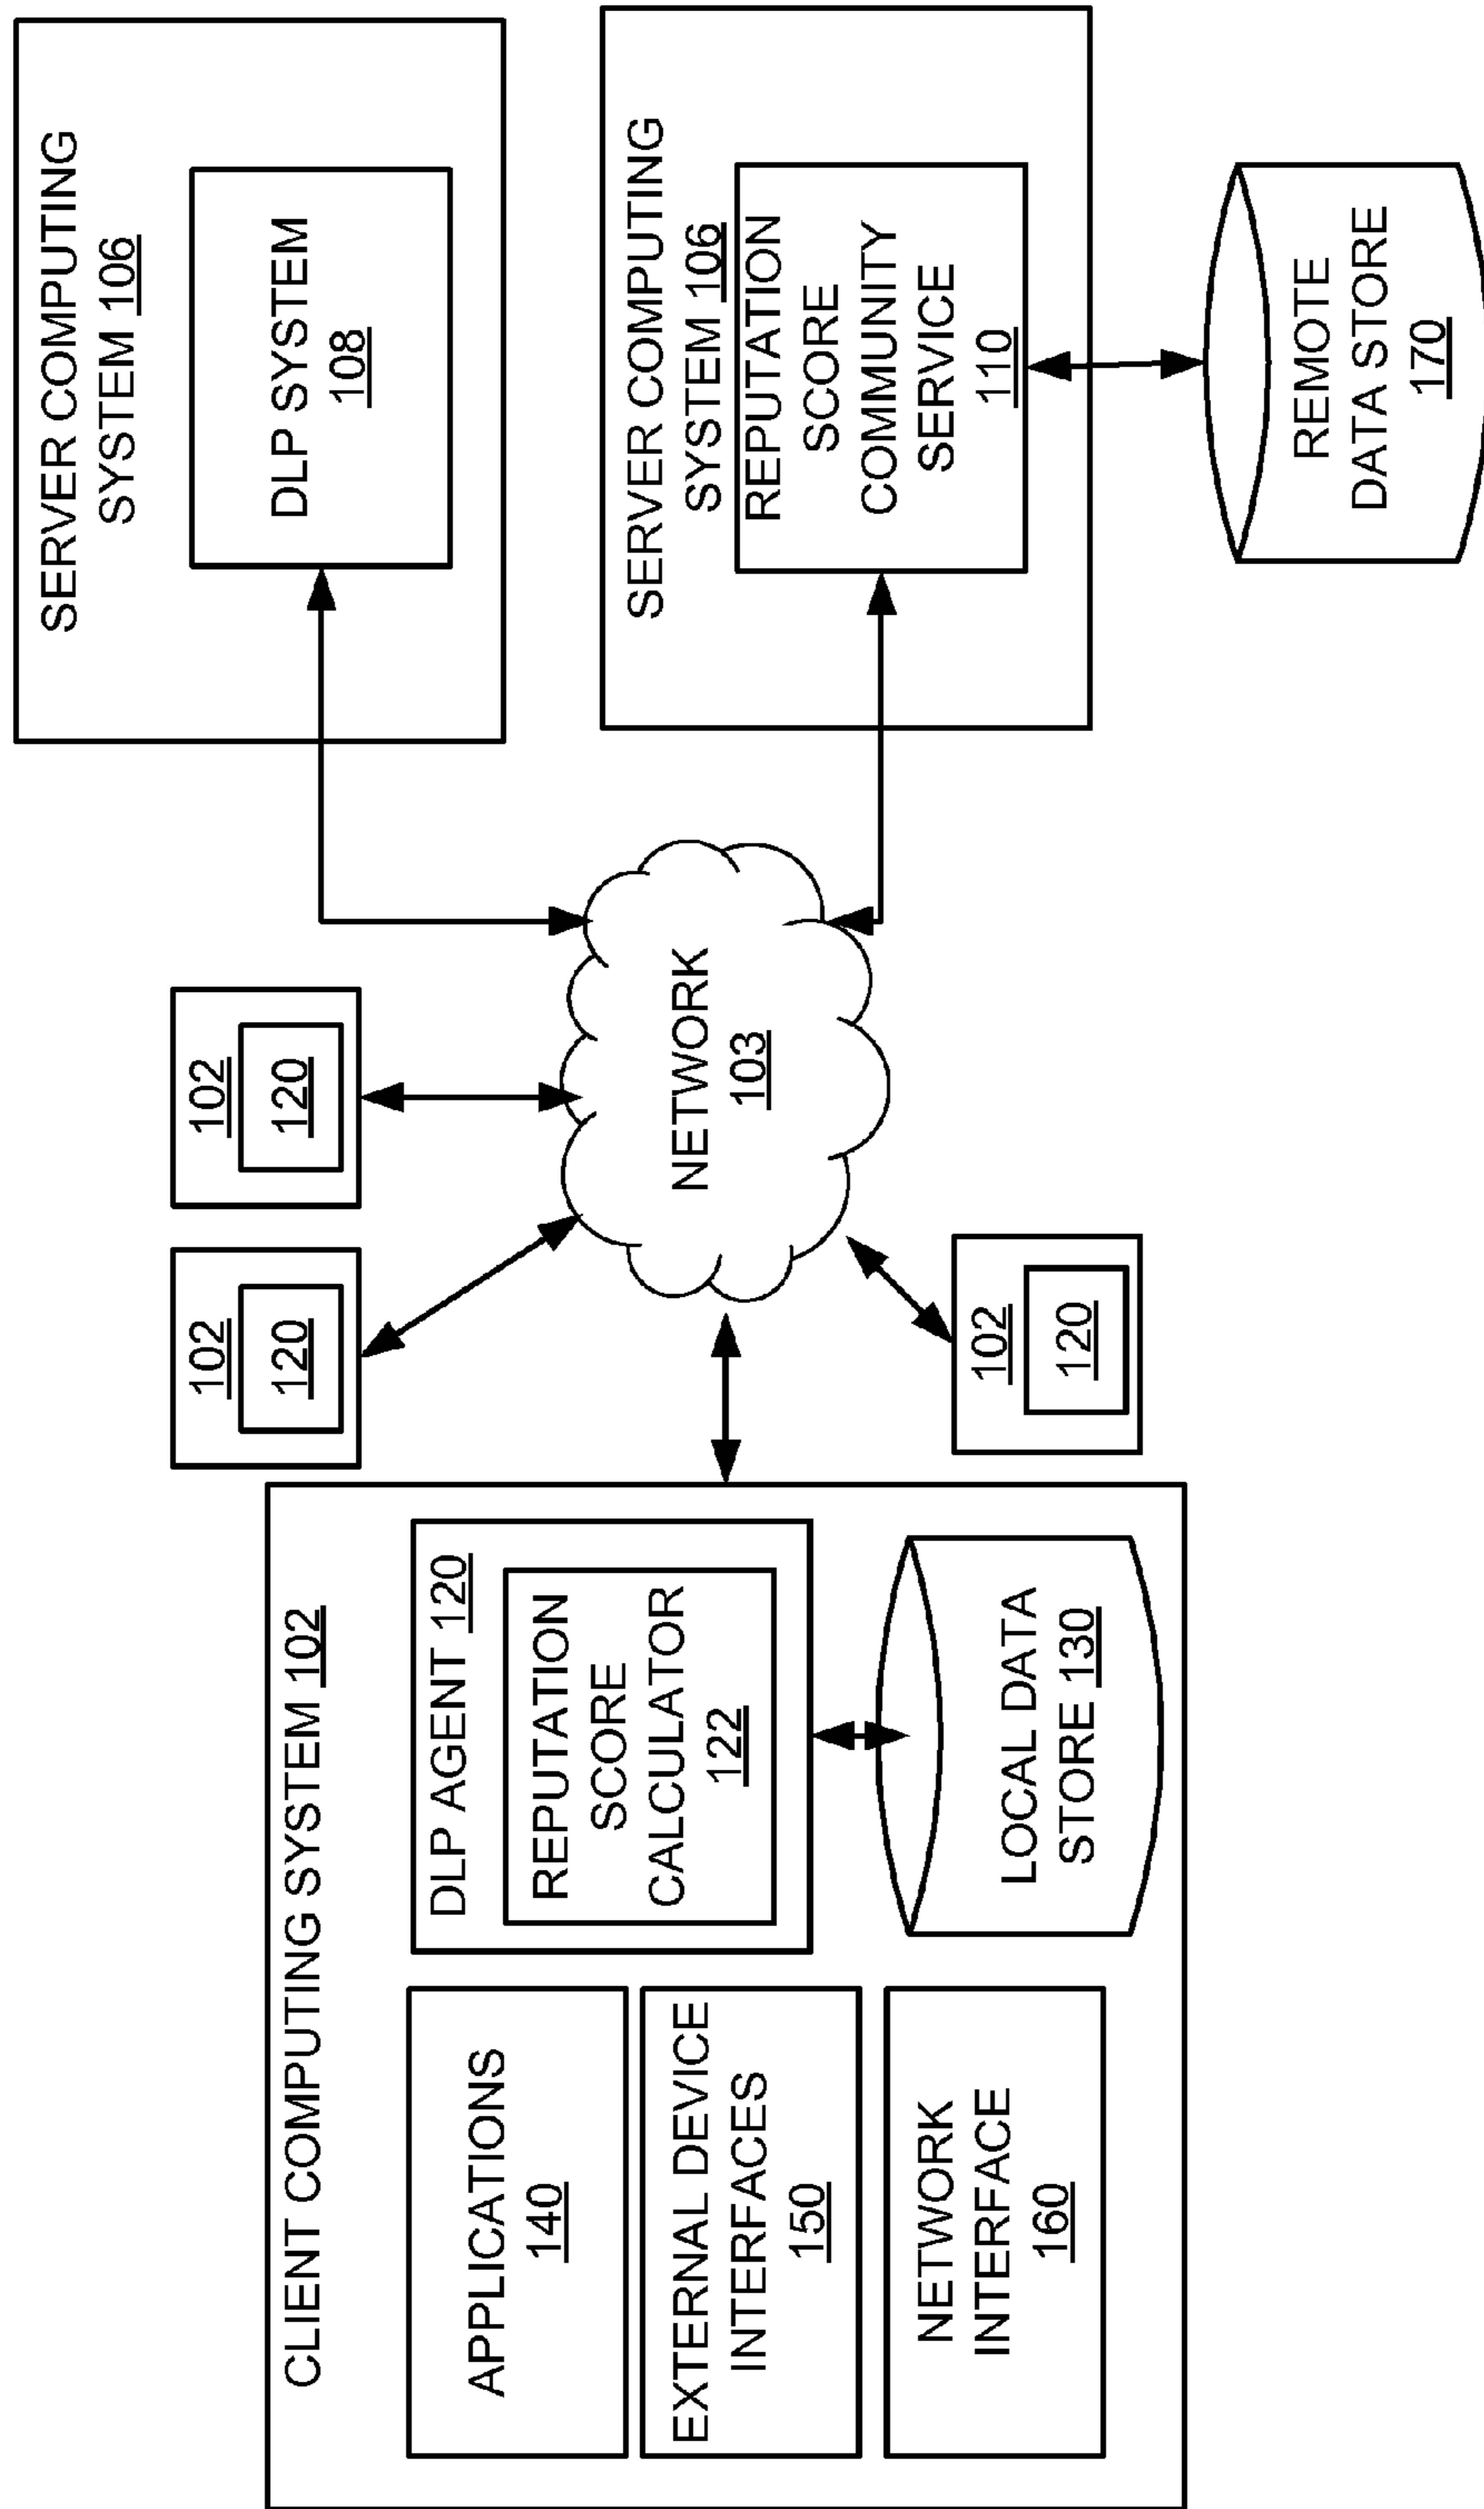 CLIENT COMPUTING SYSTEM 102
APPLICATIONS
140
EXTERNAL DEVICE
INTERFACES
150
NETWORK
INTERFACE
160
DLP AGENT 120
REPUTATION
SCORE
CALCULATOR
122
LOCAL DATA
STORE 130
102
120
102
120
102
120
NETWORK
103
SERVER COMPUTING
SYSTEM 106
DLP SYSTEM
108
SERVER COMPUTING
SYSTEM 106
REPUTATION
SCORE
COMMUNITY
SERVICE
110
REMOTE
DATA STORE
170